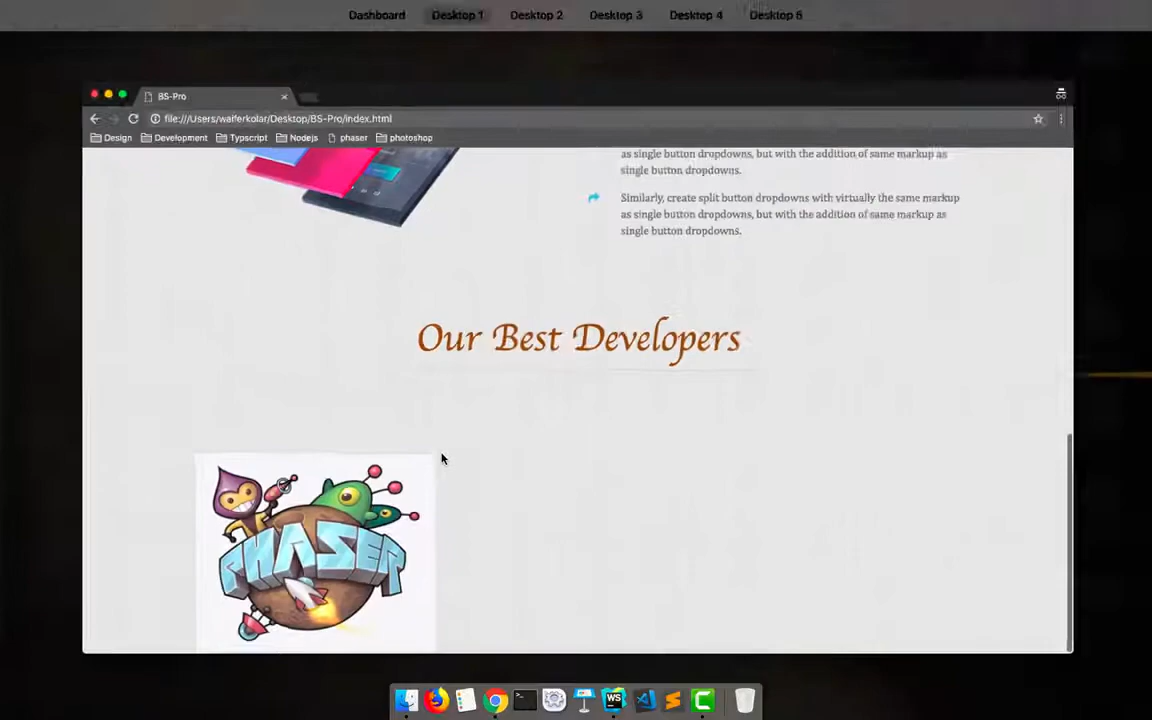 Dashboard Desktop 1 Desktop 2 Desktop 3 Desktop 4 Desktop 6
BS-Pro
file:///Users/waiferkolar/Desktop/BS-Pro/index.html
Design Development Typscript Nodejs phaser photoshop
as single button dropdowns, but with the addition of same markup as
single button dropdowns.
Similarly, create split button dropdowns with virtually the same markup
as single button dropdowns, but with the addition of same markup as
single button dropdowns.
Our Best Developers
PHASER
WS